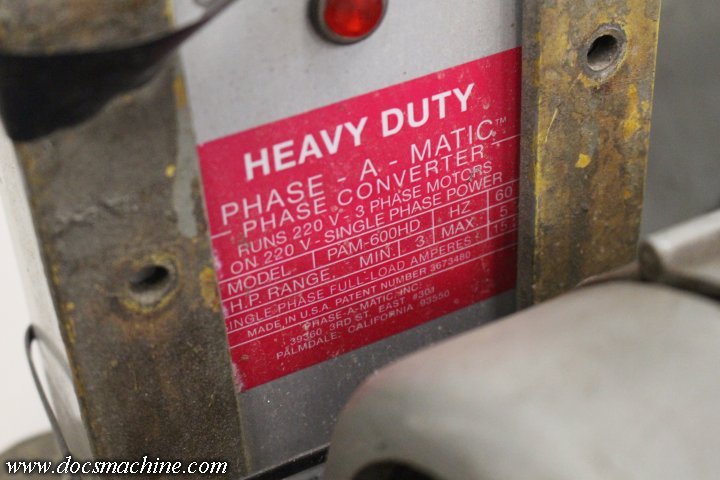 HEAVY DUTY
PHASE - A - MATIC™
PHASE CONVERTER
RUNS 220 V - 3 PHASE MOTORS
ON 220 V - SINGLE PHASE POWER
MODEL PAM-600HD HZ 60
H.P. RANGE MIN 3 MAX. 5
SINGLE PHASE FULL-LOAD AMPERES: 15.
MADE IN U.S.A. PATENT NUMBER 3673480
PHASE-A-MATIC, INC.
39360 3RD ST. EAST #301
PALMDALE, CALIFORNIA 93550
www.docsmachine.com